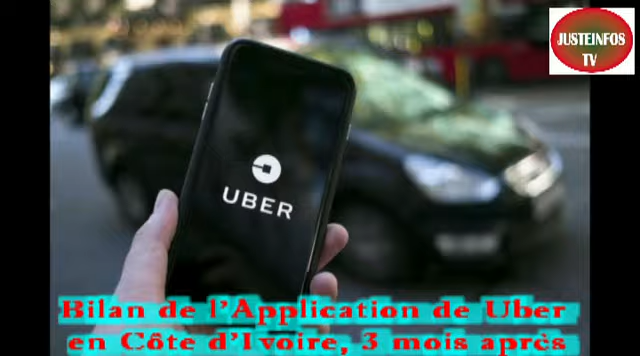 JUSTEINFOS
TV
UBER
Bilan de l'Application de Uber
en Côte d'Ivoire, 3 mois après